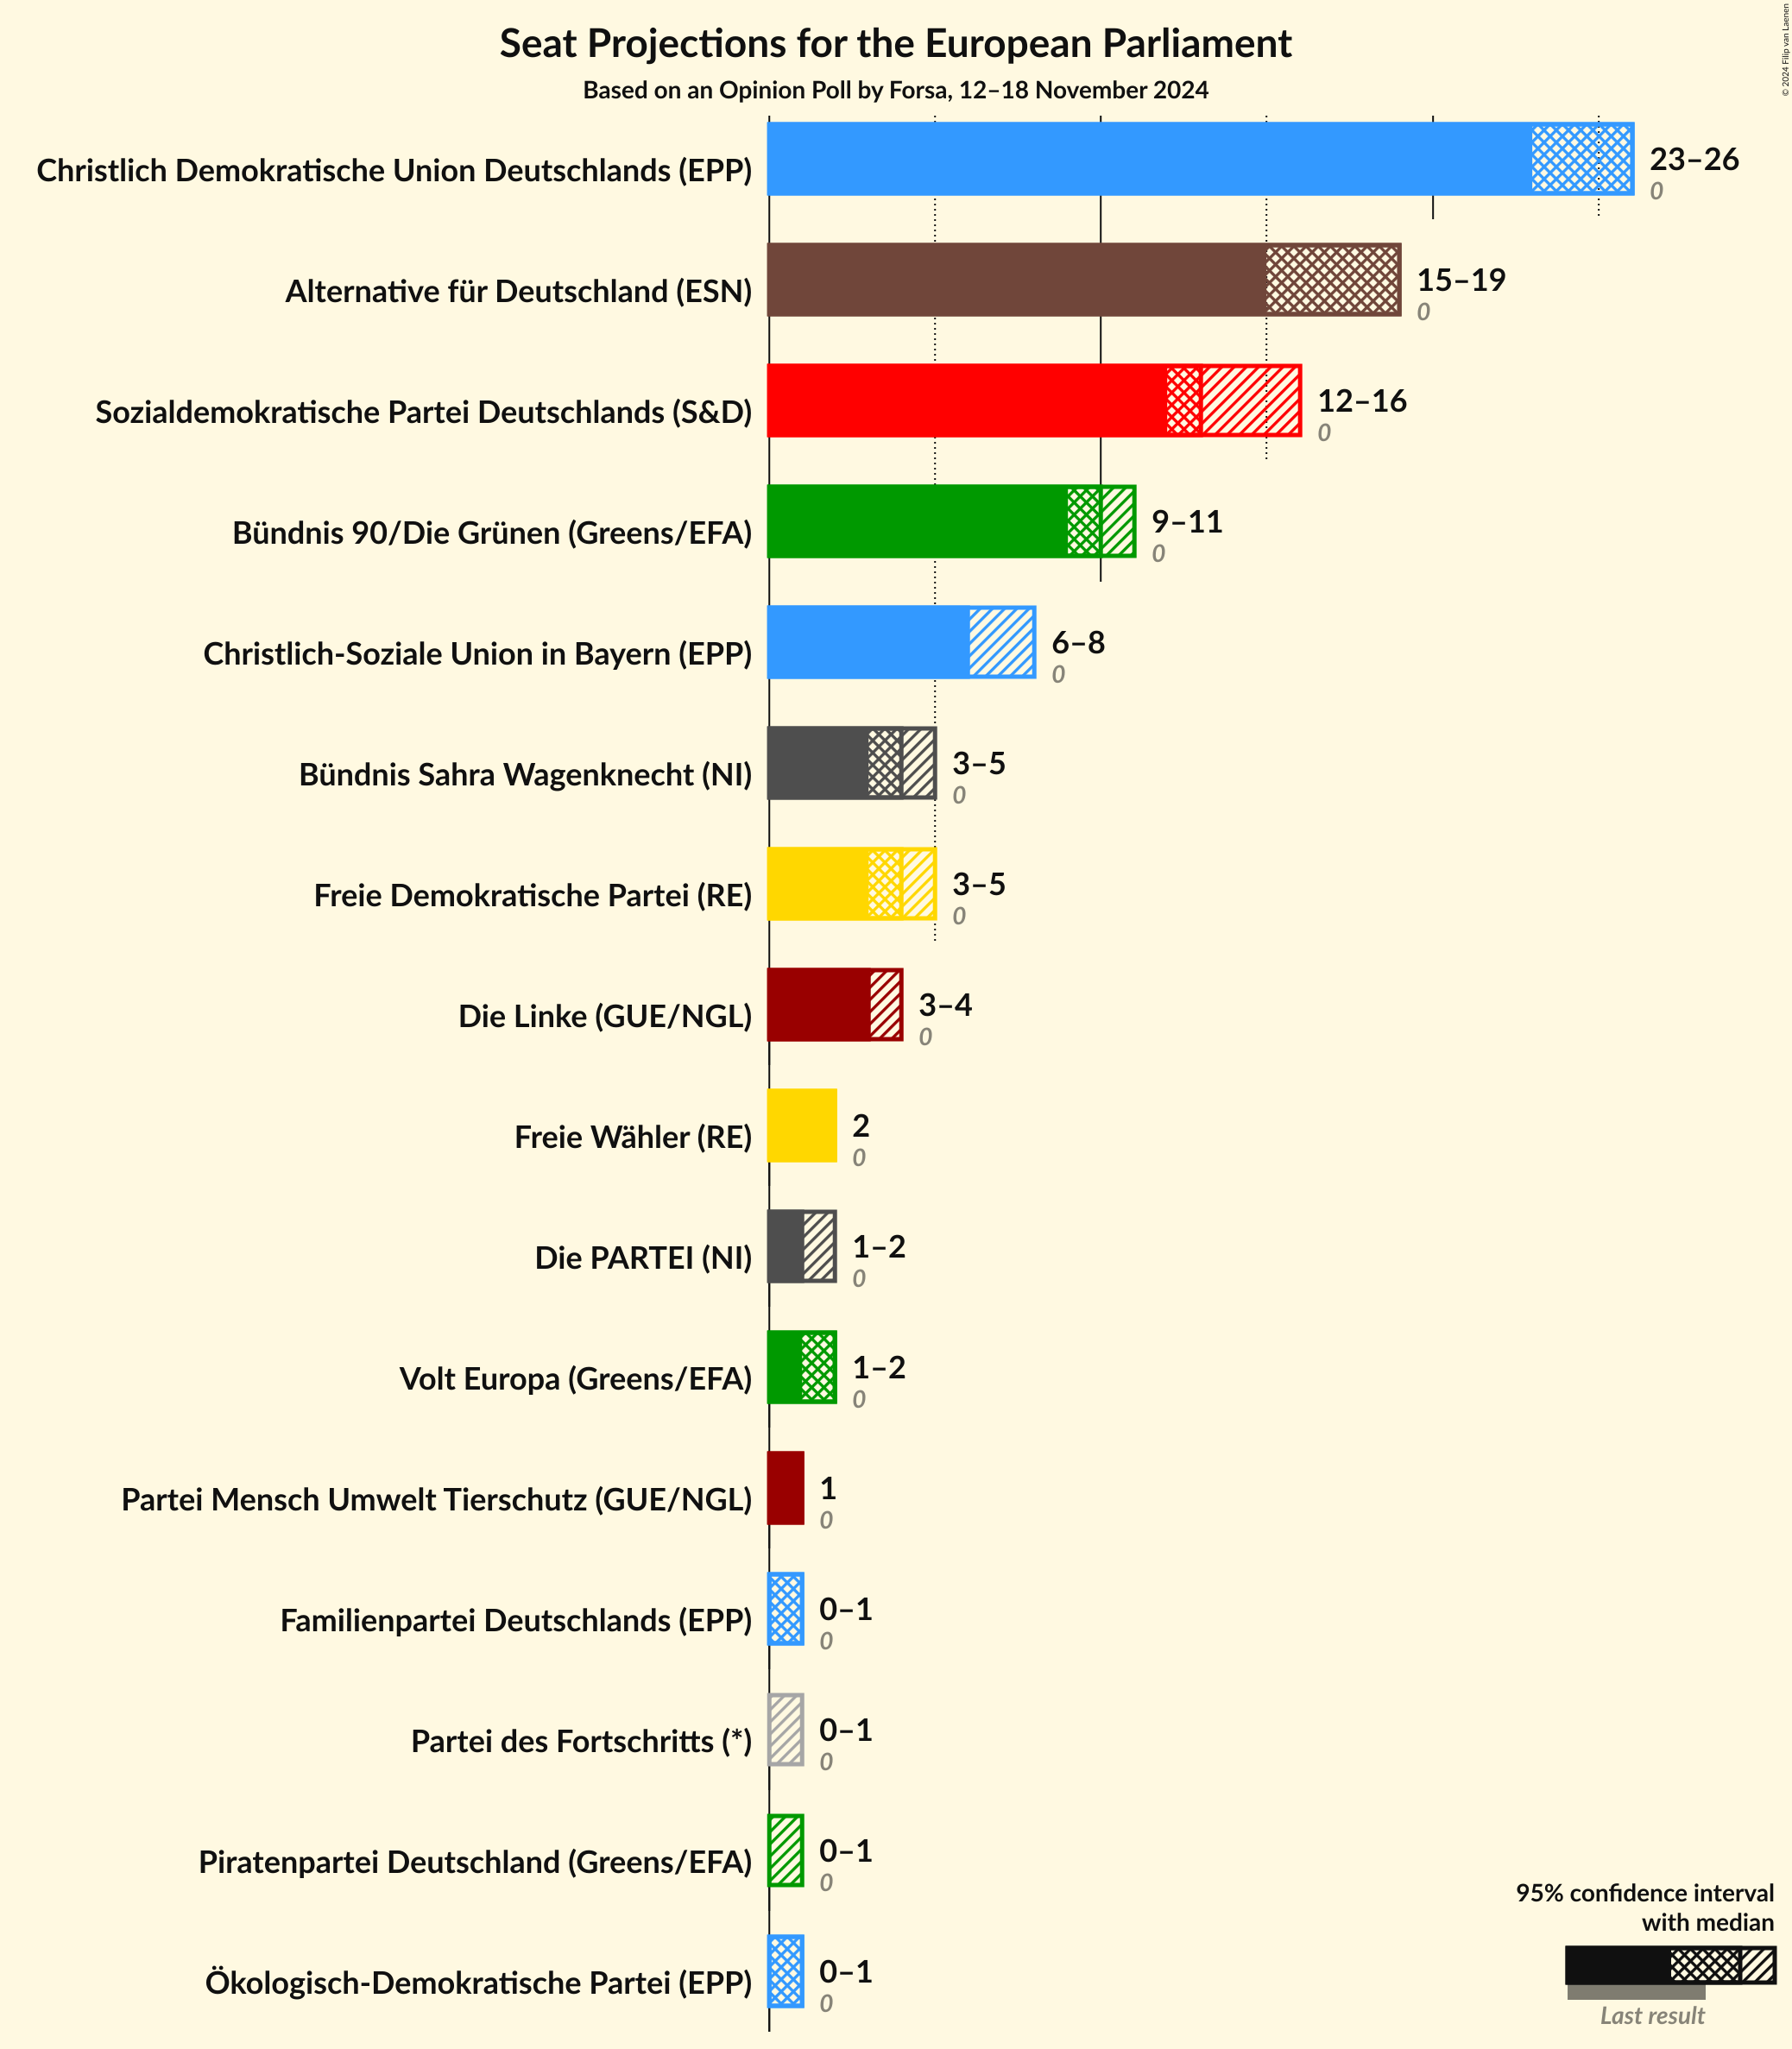 Seat Projections for the European Parliament
Based on an Opinion Poll by Forsa, 12–18 November 2024
© 2024 Filip van Laenen
Christlich Demokratische Union Deutschlands (EPP)
23–26
0
Alternative für Deutschland (ESN)
15–19
0
Sozialdemokratische Partei Deutschlands (S&D)
12–16
0
Bündnis 90/Die Grünen (Greens/EFA)
9–11
0
Christlich-Soziale Union in Bayern (EPP)
6–8
0
Bündnis Sahra Wagenknecht (NI)
3–5
0
Freie Demokratische Partei (RE)
3–5
0
Die Linke (GUE/NGL)
3–4
0
Freie Wähler (RE)
2
0
Die PARTEI (NI)
1–2
0
Volt Europa (Greens/EFA)
1–2
0
Partei Mensch Umwelt Tierschutz (GUE/NGL)
1
0
Familienpartei Deutschlands (EPP)
0–1
0
Partei des Fortschritts (*)
0–1
0
Piratenpartei Deutschland (Greens/EFA)
0–1
0
Ökologisch-Demokratische Partei (EPP)
0–1
0
95% confidence interval
with median
Last result